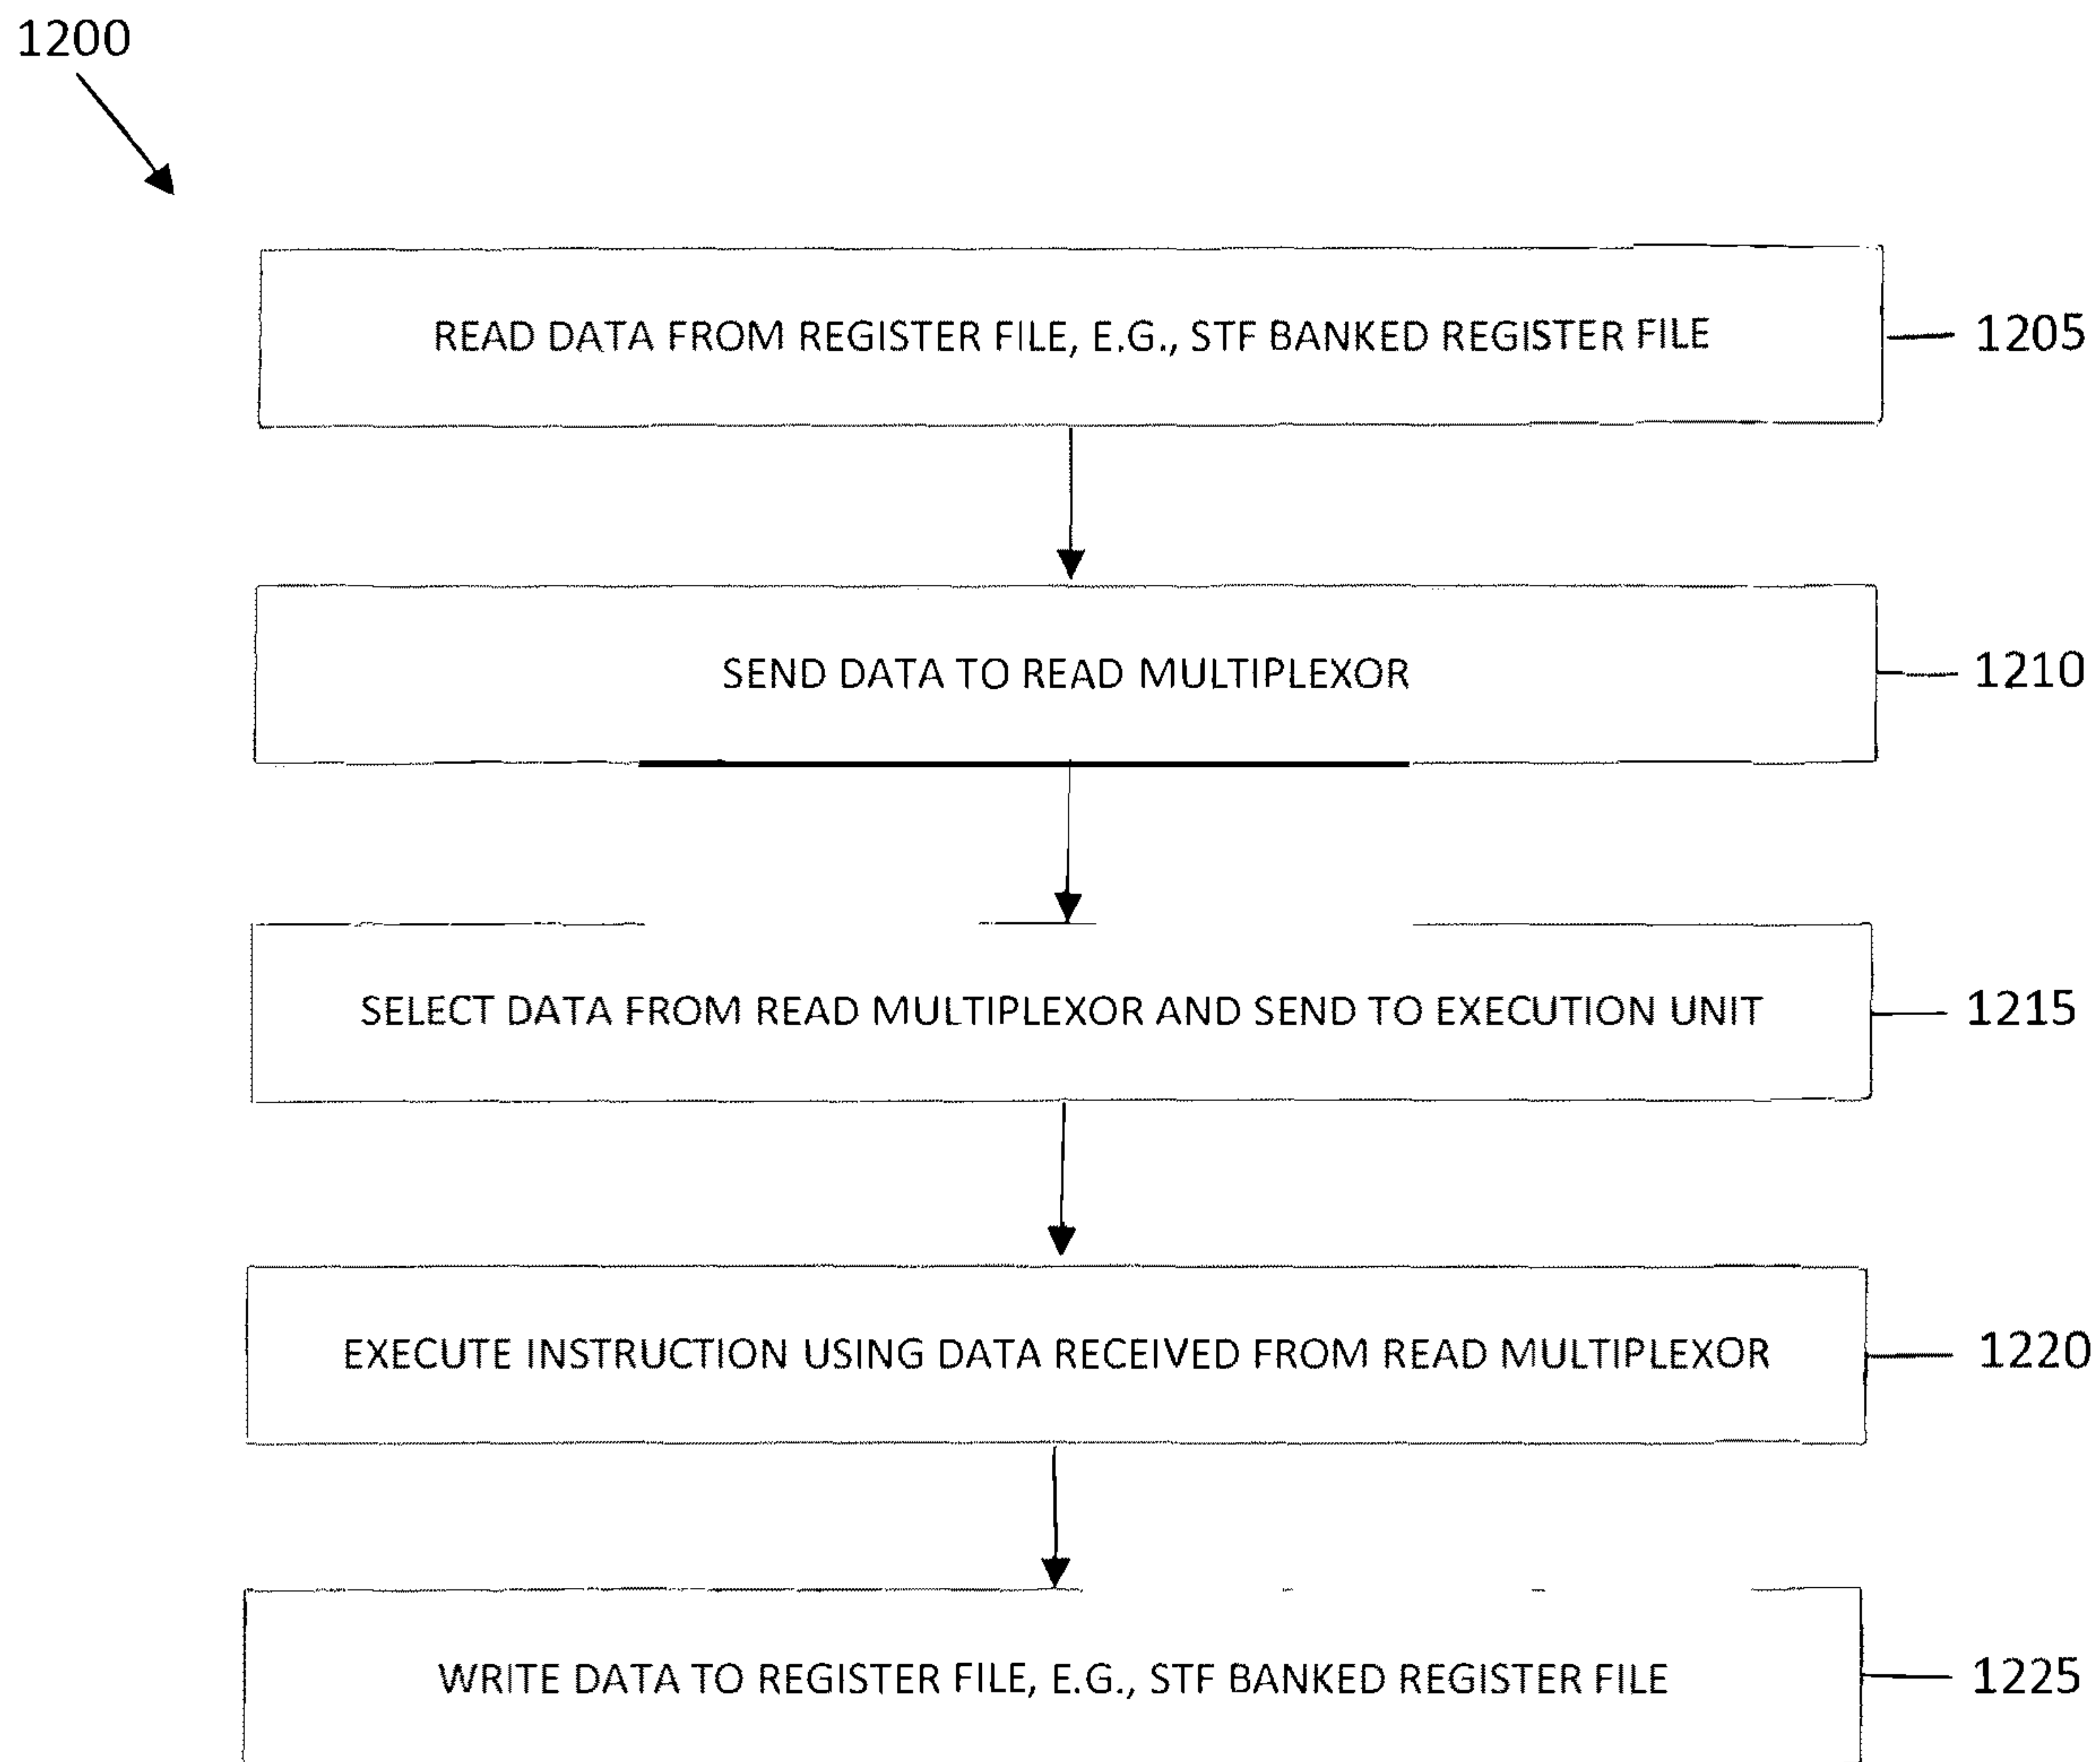 1200
READ DATA FROM REGISTER FILE, E.G., STF BANKED REGISTER FILE
1205
SEND DATA TO READ MULTIPLEXOR
1210
SELECT DATA FROM READ MULTIPLEXOR AND SEND TO EXECUTION UNIT
1215
EXECUTE INSTRUCTION USING DATA RECEIVED FROM READ MULTIPLEXOR
1220
WRITE DATA TO REGISTER FILE, E.G., STF BANKED REGISTER FILE
1225